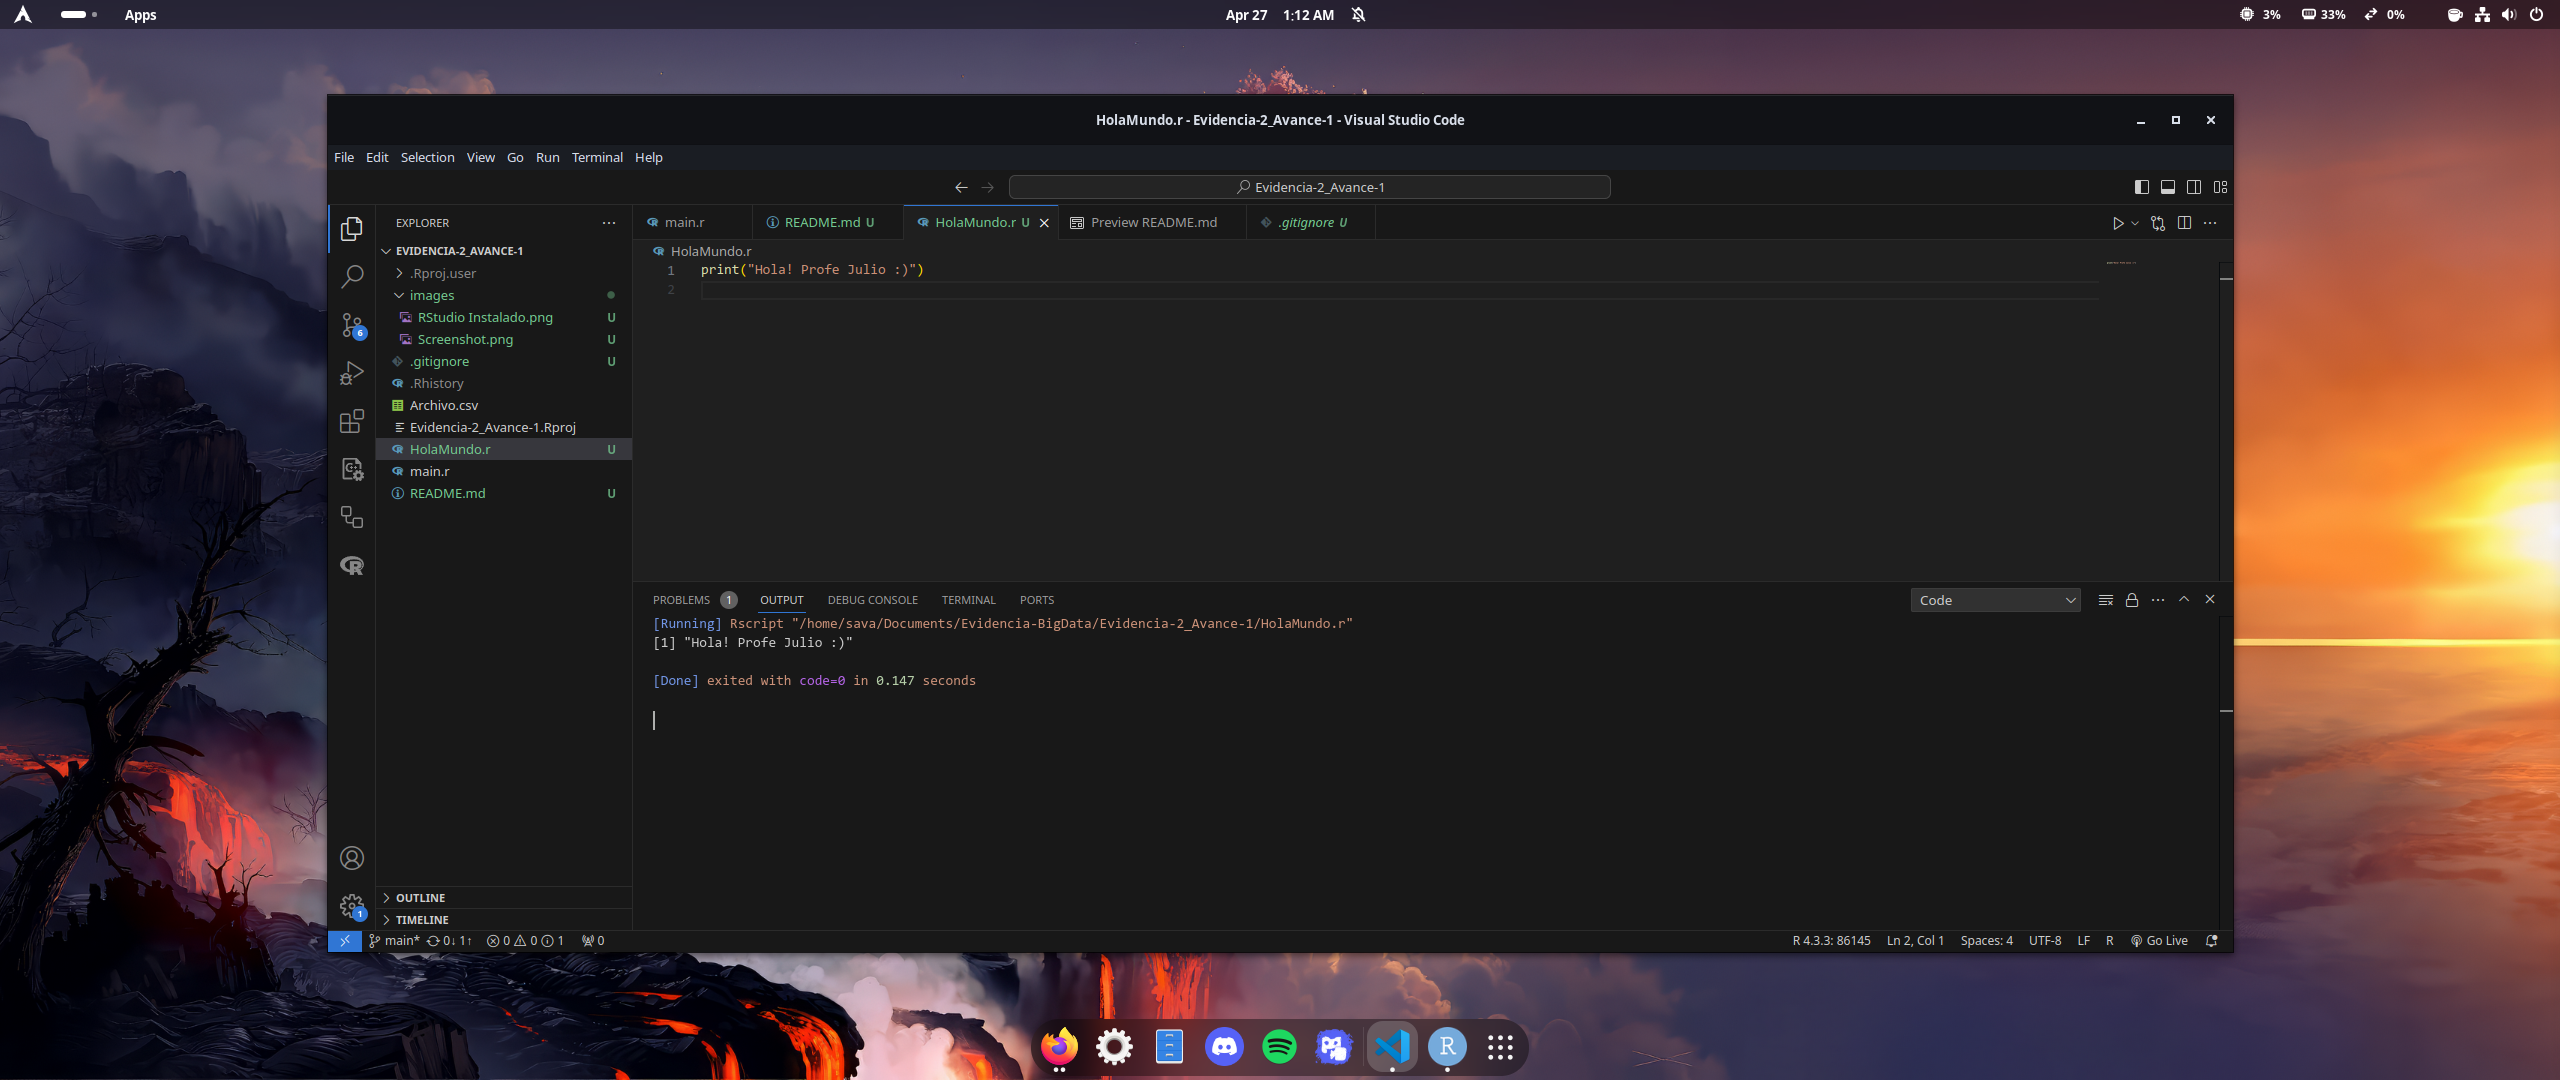 Apps
Apr 27 1:12 AM
3% 33% 0%
HolaMundo.r - Evidencia-2_Avance-1 - Visual Studio Code
File Edit Selection View Go Run Terminal Help
Evidencia-2_Avance-1
EXPLORER
EVIDENCIA-2_AVANCE-1
.Rproj.user
images
RStudio Instalado.png U
Screenshot.png U
.gitignore U
.Rhistory
Archivo.csv
Evidencia-2_Avance-1.Rproj
HolaMundo.r U
main.r
README.md U
OUTLINE
TIMELINE
6
1
main.r README.md U HolaMundo.r U Preview README.md .gitignore U
HolaMundo.r
1 print("Hola! Profe Julio :)")
2
PROBLEMS 1 OUTPUT DEBUG CONSOLE TERMINAL PORTS
Code
[Running] Rscript "/home/sava/Documents/Evidencia-BigData/Evidencia-2_Avance-1/HolaMundo.r"
[1] "Hola! Profe Julio :)"
[Done] exited with code=0 in 0.147 seconds
main* 0↓ 1↑ 0 0 1 0
R 4.3.3: 86145 Ln 2, Col 1 Spaces: 4 UTF-8 LF R Go Live
R